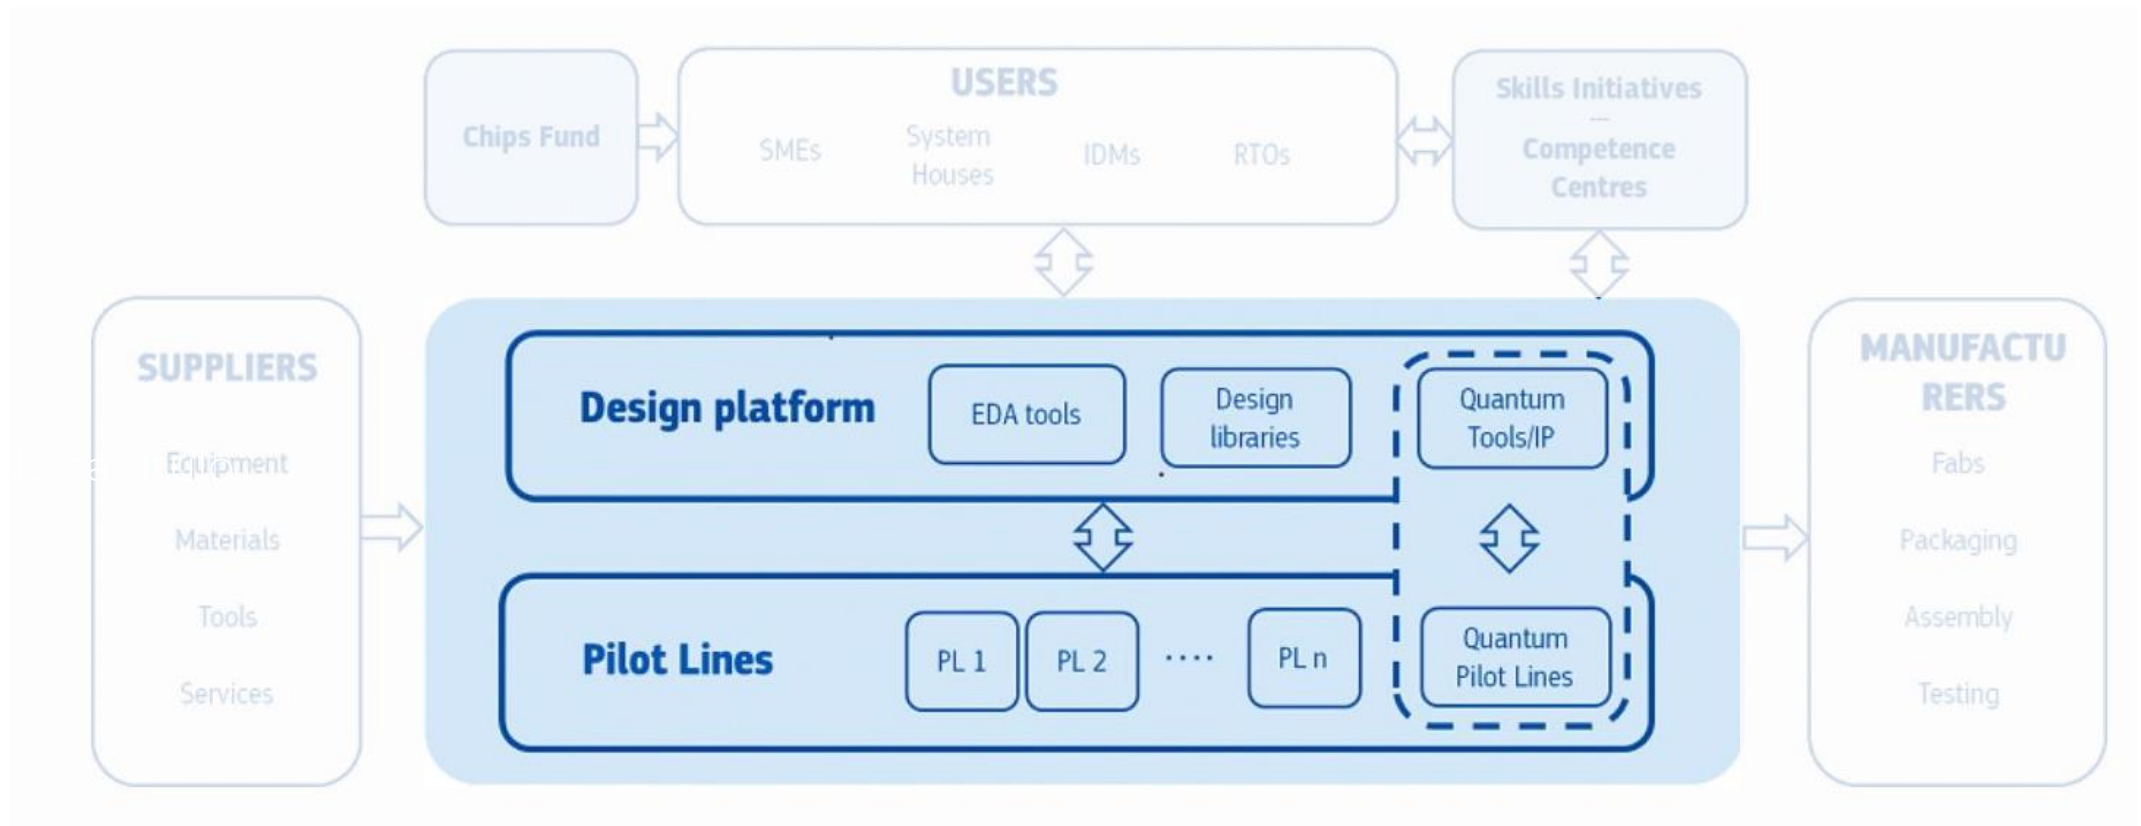 Chips Fund
USERS
SMEs
System
Houses
IDMs
RTOs
Skills Initiatives
---
Competence
Centres
SUPPLIERS
Equipment
Materials
Tools
Services
Design platform
EDA tools
Design
libraries
Quantum
Tools/IP
Pilot Lines
PL 1
PL 2
....
PL n
Quantum
Pilot Lines
MANUFACTU
RERS
Fabs
Packaging
Assembly
Testing